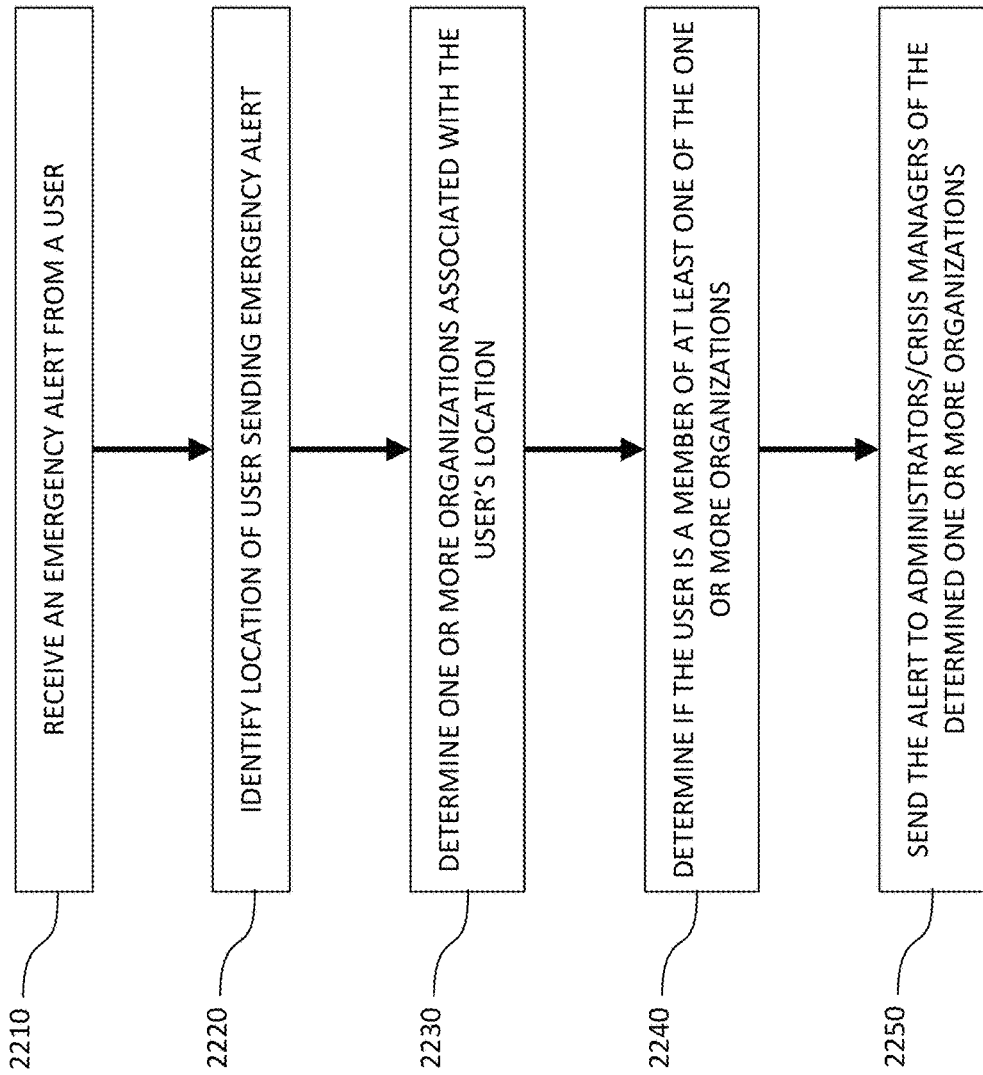 2210
RECEIVE AN EMERGENCY ALERT FROM A USER
2220
IDENTIFY LOCATION OF USER SENDING EMERGENCY ALERT
2230
DETERMINE ONE OR MORE ORGANIZATIONS ASSOCIATED WITH THE
USER'S LOCATION
2240
DETERMINE IF THE USER IS A MEMBER OF AT LEAST ONE OF THE ONE
OR MORE ORGANIZATIONS
2250
SEND THE ALERT TO ADMINISTRATORS/CRISIS MANAGERS OF THE
DETERMINED ONE OR MORE ORGANIZATIONS